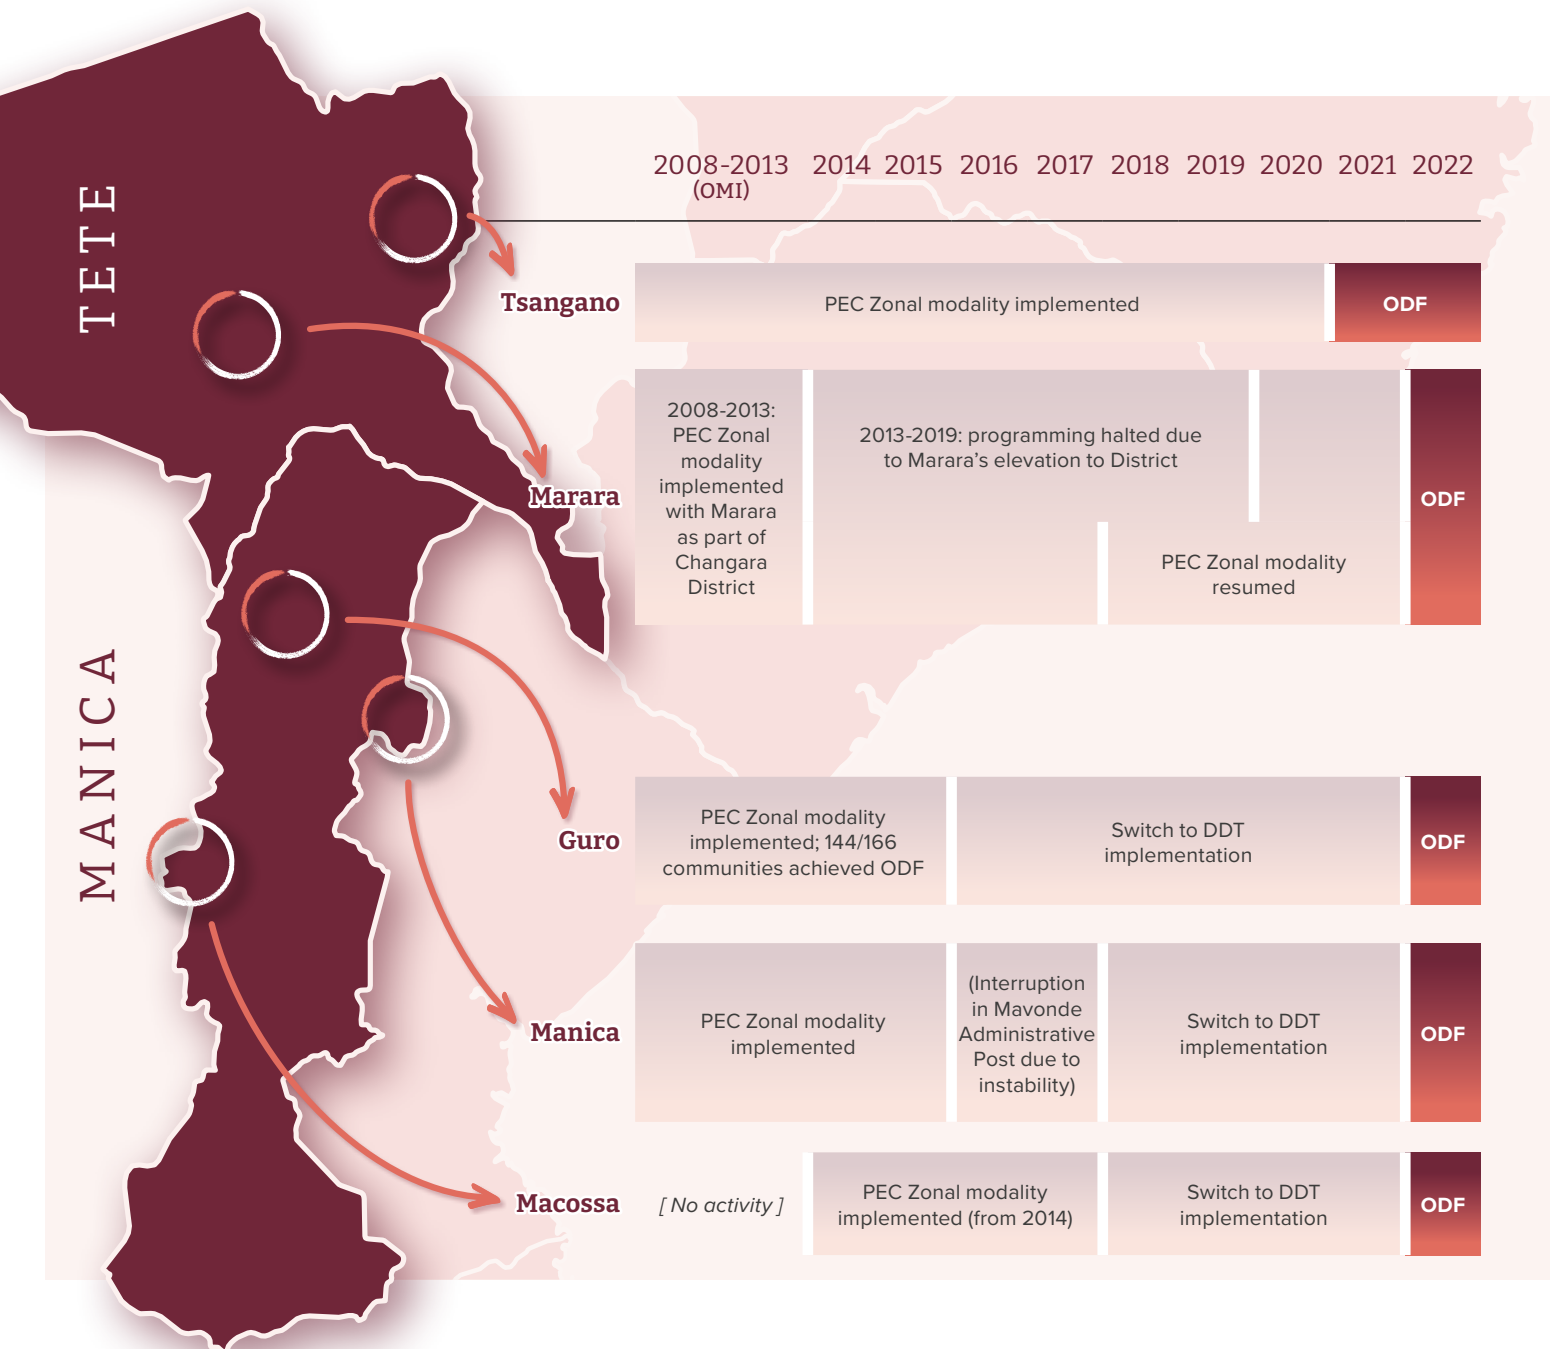 TETE
MANICA
2008-2013 2014 2015 2016 2017 2018 2019 2020 2021 2022
(OMI)
Tsangano
PEC Zonal modality implemented
ODF
Marara
2008-2013:
PEC Zonal
modality
implemented
with Marara
as part of
Changara
District
2013-2019: programming halted due
to Marara's elevation to District
PEC Zonal modality
resumed
ODF
Guro
PEC Zonal modality
implemented; 144/166
communities achieved ODF
Switch to DDT
implementation
ODF
Manica
PEC Zonal modality
implemented
(Interruption
in Mavonde
Administrative
Post due to
instability)
Switch to DDT
implementation
ODF
Macossa
[ No activity ]
PEC Zonal modality
implemented (from 2014)
Switch to DDT
implementation
ODF